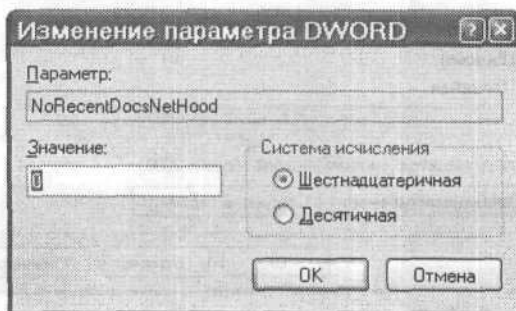 Изменение параметра DWORD
Параметр:
NoRecentDocsNetHood
Значение:
0
Система исчисления
Шестнадцатеричная
Десятичная
OK
Отмена